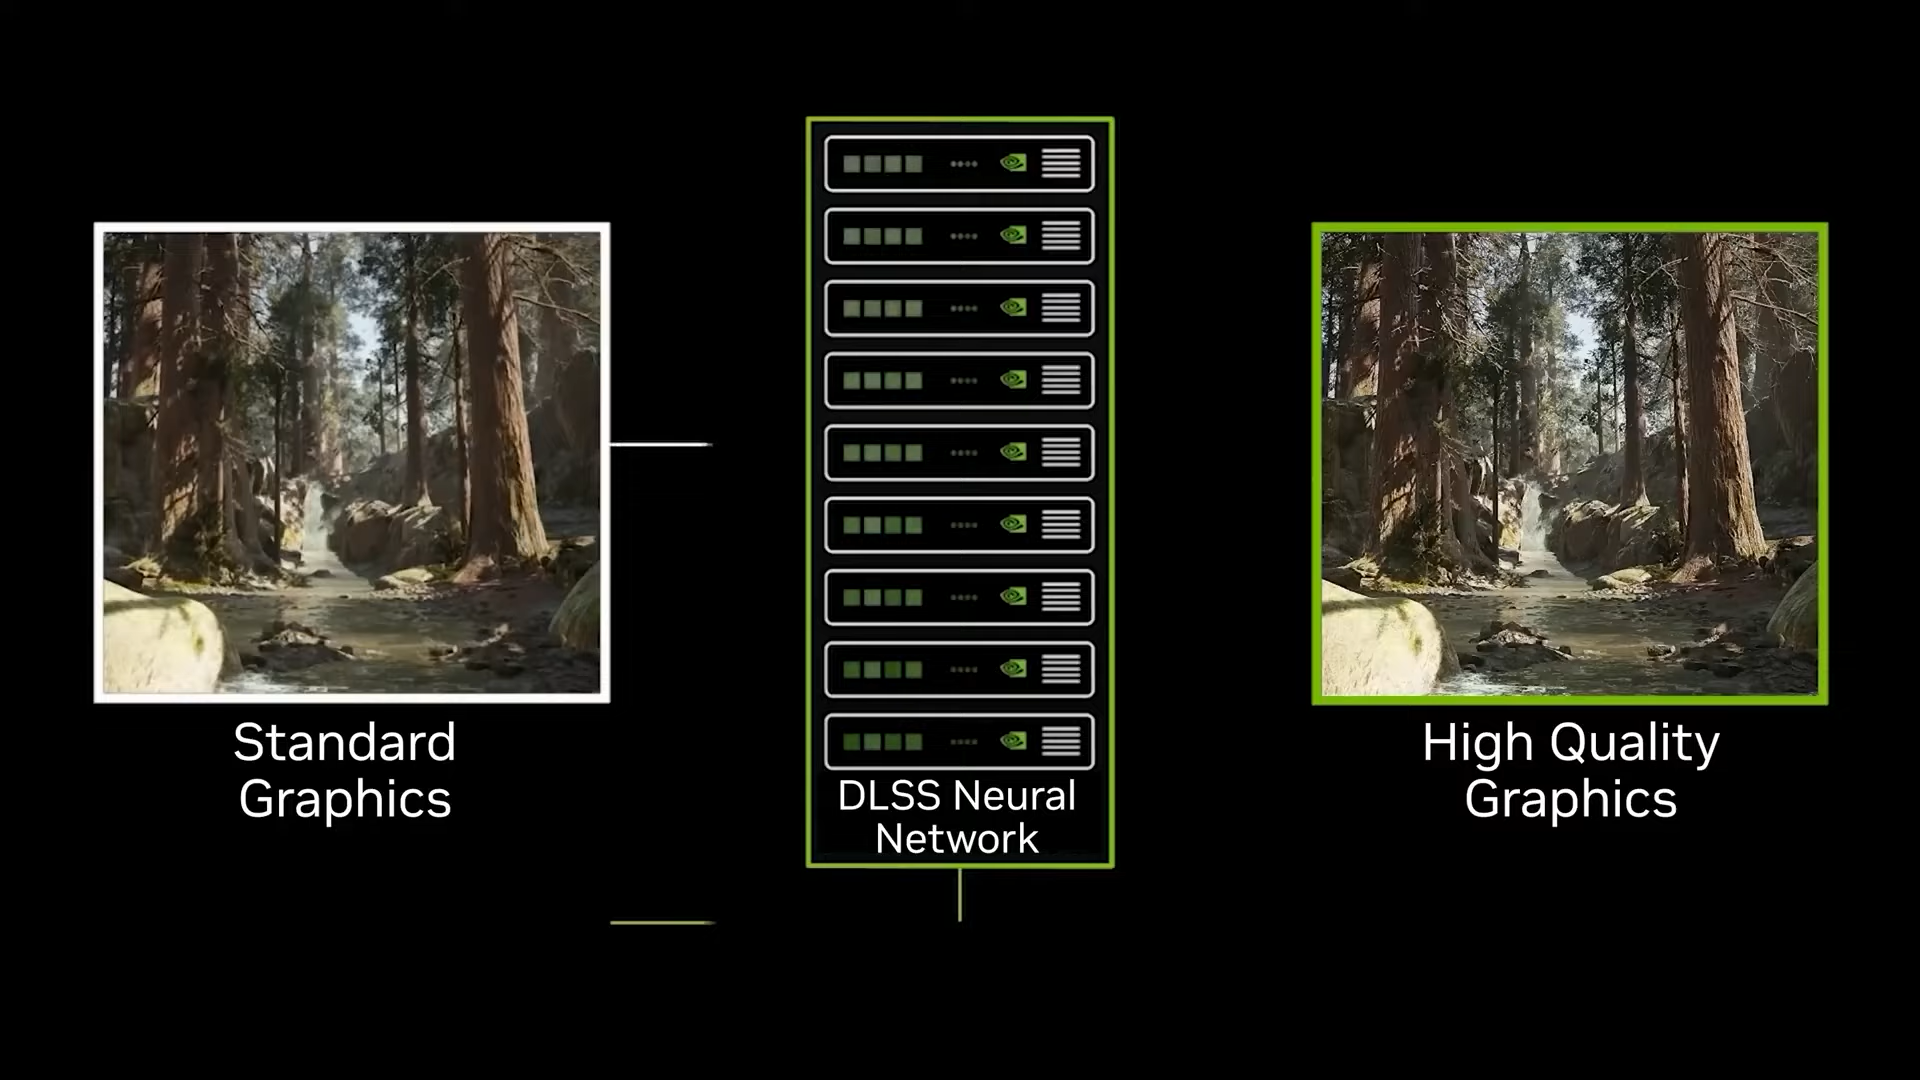 Standard
Graphics
DLSS Neural
Network
High Quality
Graphics